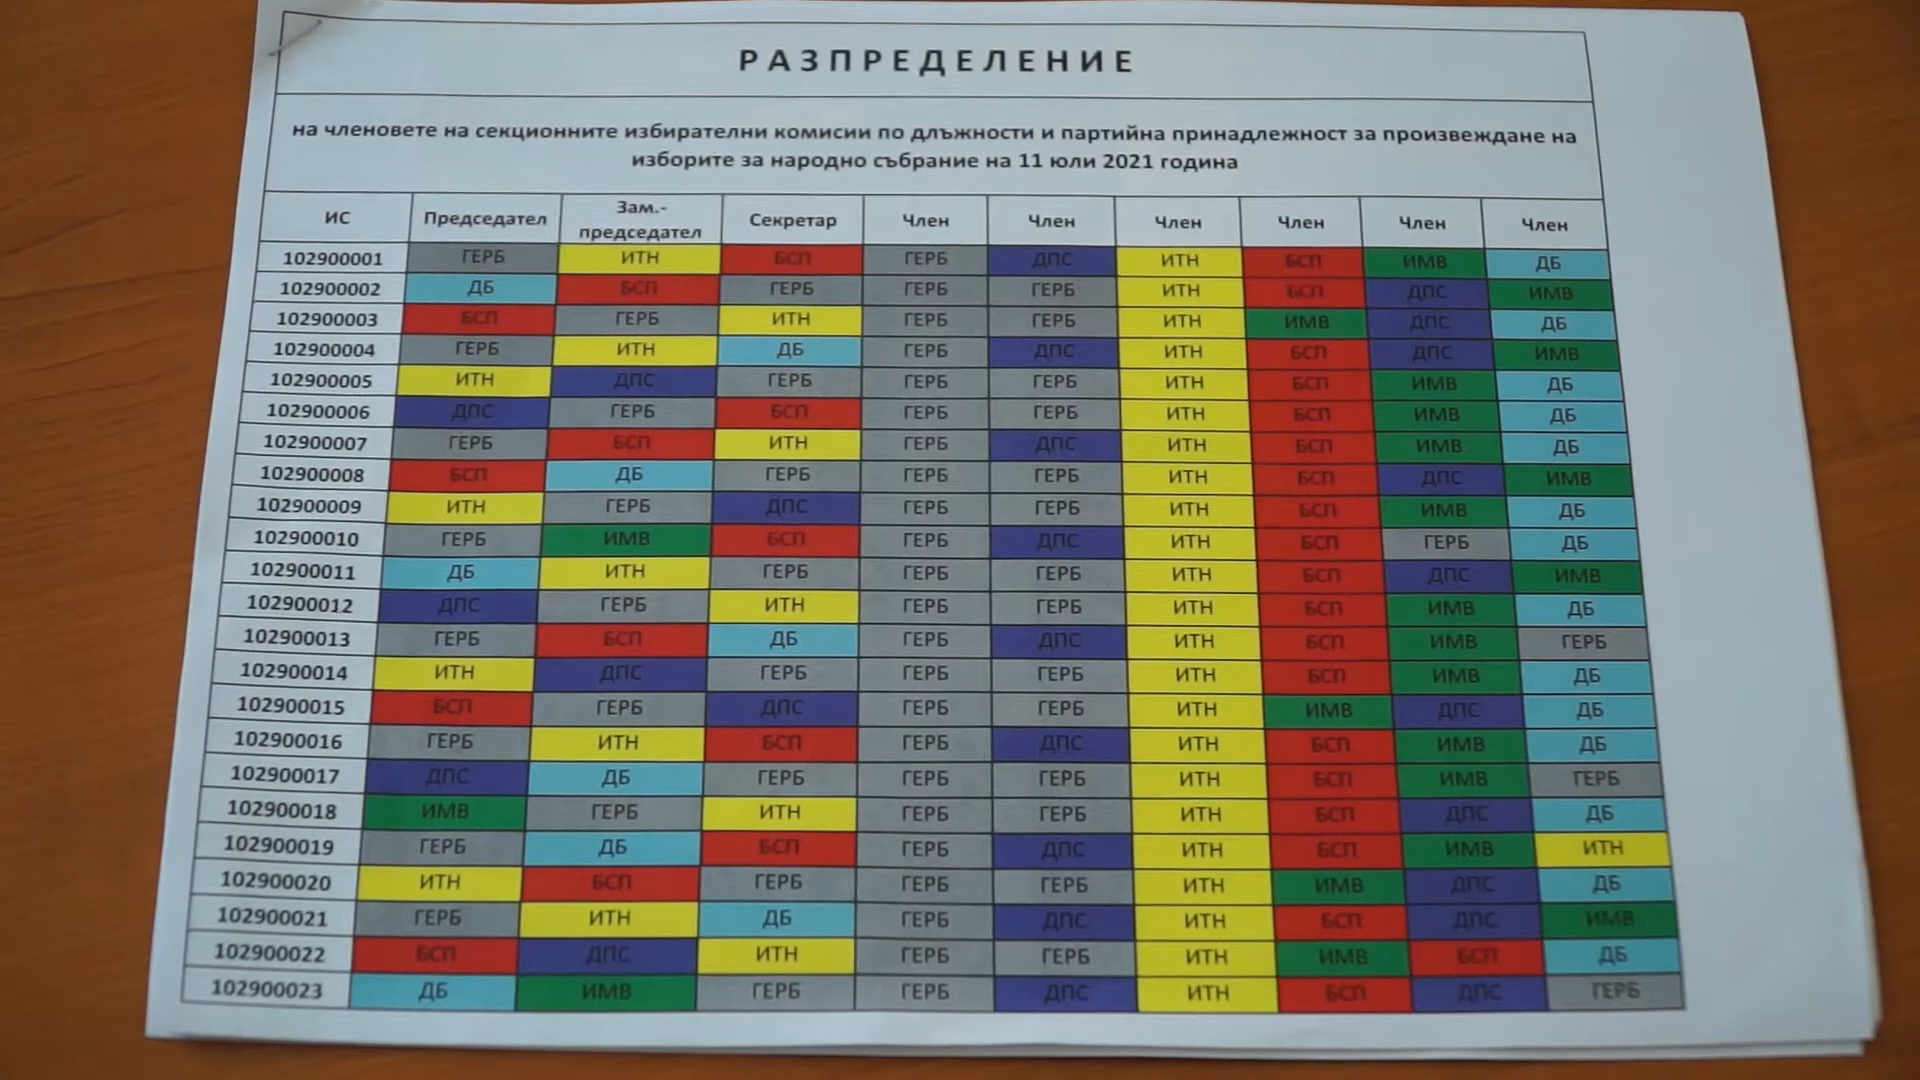 РАЗПРЕДЕЛЕНИЕ
на членовете на секционните избирателни комисии по длъжности и партийна принадлежност за произвеждане на
изборите за народно събрание на 11 юли 2021 година
ИС Председател Зам.-председател Секретар Член Член Член Член Член Член
102900001 ГЕРБ ИТН БСП ГЕРБ ДПС ИТН БСП ИМВ ДБ
102900002 ДБ БСП ГЕРБ ГЕРБ ГЕРБ ИТН БСП ДПС ИМВ
102900003 БСП ГЕРБ ИТН ГЕРБ ГЕРБ ИТН ИМВ ДПС ДБ
102900004 ГЕРБ ИТН ДБ ГЕРБ ДПС ИТН БСП ДПС ИМВ
102900005 ИТН ДПС ГЕРБ ГЕРБ ГЕРБ ИТН БСП ИМВ ДБ
102900006 ДПС ГЕРБ БСП ГЕРБ ГЕРБ ИТН БСП ИМВ ДБ
102900007 ГЕРБ БСП ИТН ГЕРБ ДПС ИТН БСП ИМВ ДБ
102900008 БСП ДБ ГЕРБ ГЕРБ ГЕРБ ИТН БСП ДПС ИМВ
102900009 ИТН ГЕРБ ДПС ГЕРБ ГЕРБ ИТН БСП ИМВ ДБ
102900010 ГЕРБ ИМВ БСП ГЕРБ ДПС ИТН БСП ГЕРБ ДБ
102900011 ДБ ИТН ГЕРБ ГЕРБ ГЕРБ ИТН БСП ДПС ИМВ
102900012 ДПС ГЕРБ ИТН ГЕРБ ГЕРБ ИТН БСП ИМВ ДБ
102900013 ГЕРБ БСП ДБ ГЕРБ ДПС ИТН БСП ИМВ ГЕРБ
102900014 ИТН ДПС ГЕРБ ГЕРБ ГЕРБ ИТН БСП ИМВ ДБ
102900015 БСП ГЕРБ ДПС ГЕРБ ГЕРБ ИТН ИМВ ДПС ДБ
102900016 ГЕРБ ИТН БСП ГЕРБ ДПС ИТН БСП ИМВ ДБ
102900017 ДПС ДБ ГЕРБ ГЕРБ ГЕРБ ИТН БСП ИМВ ГЕРБ
102900018 ИМВ ГЕРБ ИТН ГЕРБ ГЕРБ ИТН БСП ДПС ДБ
102900019 ГЕРБ ДБ БСП ГЕРБ ДПС ИТН БСП ИМВ ИТН
102900020 ИТН БСП ГЕРБ ГЕРБ ГЕРБ ИТН ИМВ ДПС ДБ
102900021 ГЕРБ ИТН ДБ ГЕРБ ДПС ИТН БСП ДПС ИМВ
102900022 БСП ДПС ИТН ГЕРБ ГЕРБ ИТН ИМВ БСП ДБ
102900023 ДБ ИМВ ГЕРБ ГЕРБ ДПС ИТН БСП ДПС ГЕРБ